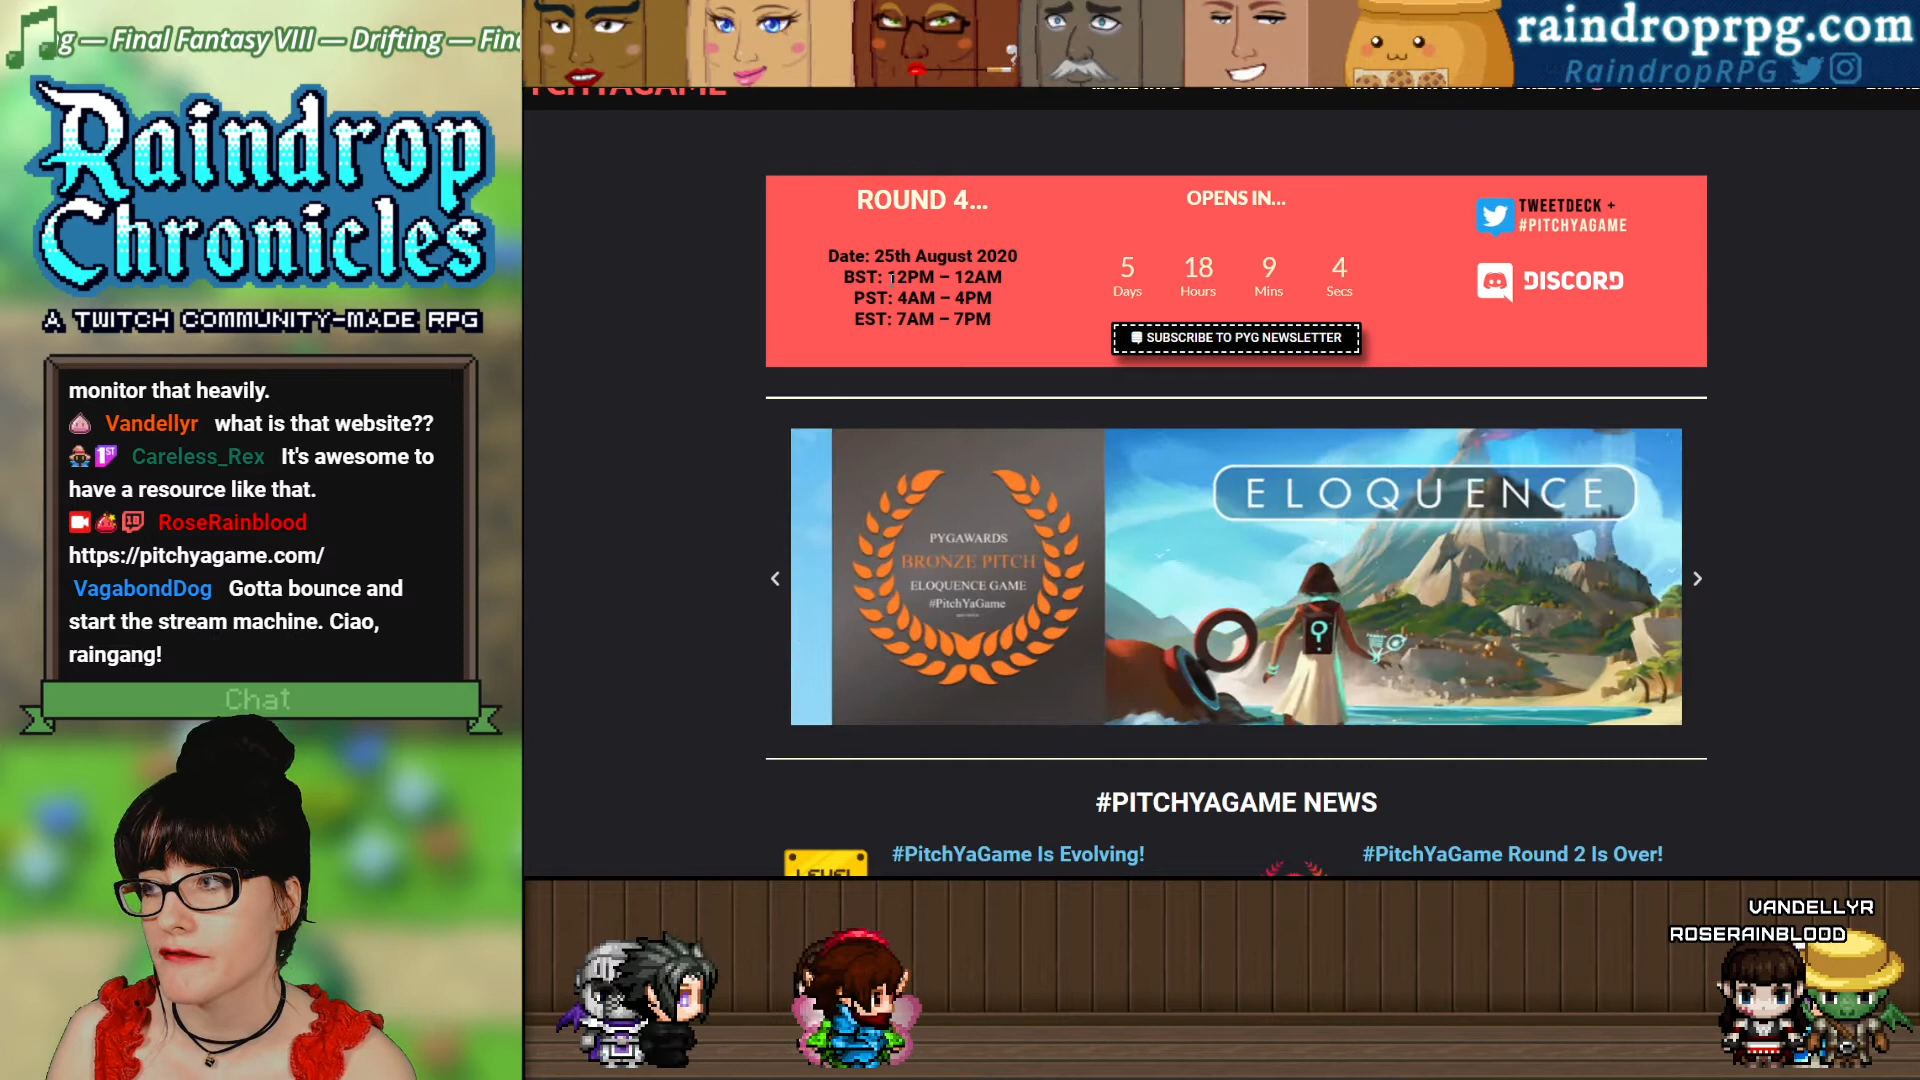 g — Final Fantasy VIII — Drifting — Fin
Raindrop
Chronicles
A TWITCH COMMUNITY-MADE RPG
monitor that heavily.
Vandellyr what is that website??
Careless_Rex It's awesome to
have a resource like that.
RoseRainblood
https://pitchyagame.com/
VagabondDog Gotta bounce and
start the stream machine. Ciao,
raingang!
Chat
raindroprpg.com
RaindropRPG
ROUND 4...
Date: 25th August 2020
BST: 12PM – 12AM
PST: 4AM – 4PM
EST: 7AM – 7PM
OPENS IN...
5 18 9 4
Days Hours Mins Secs
SUBSCRIBE TO PYG NEWSLETTER
TWEETDECK +
#PITCHYAGAME
DISCORD
PYGAWARDS
BRONZE PITCH
ELOQUENCE GAME
#PitchYaGame
ELOQUENCE
#PITCHYAGAME NEWS
#PitchYaGame Is Evolving!
#PitchYaGame Round 2 Is Over!
LEVEL
VANDELLYR
ROSERAINBLOOD